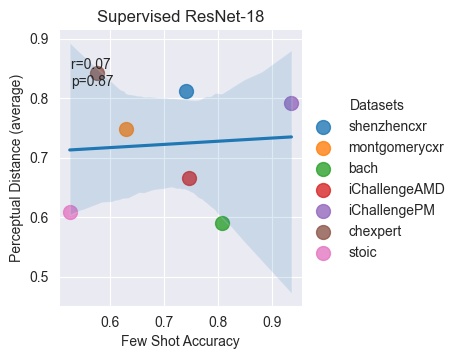 Supervised ResNet-18
Perceptual Distance (average)
0.9
0.8
0.7
0.6
0.5
r=0.07
p=0.87
0.6 0.7 0.8 0.9
Few Shot Accuracy
Datasets
shenzhencxr
montgomerycxr
bach
iChallengeAMD
iChallengePM
chexpert
stoic